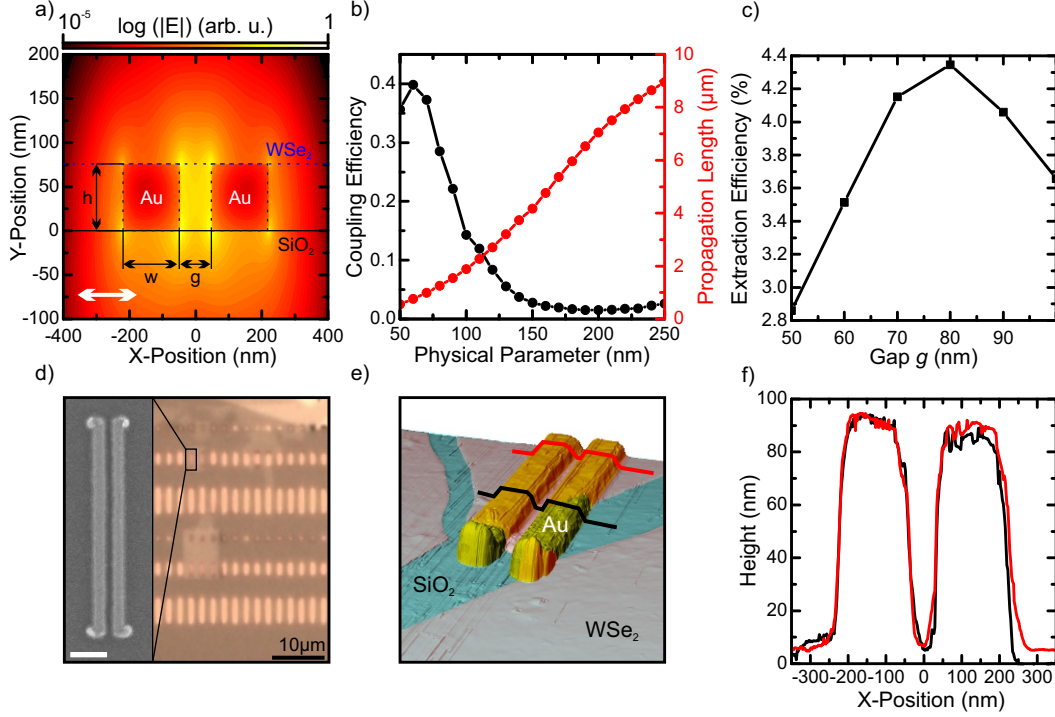 a)
10-5
log (|E|) (arb. u.)
1
200
150
100
50
0
-50
-100
Y-Position (nm)
WSe2
h
Au
Au
SiO2
w
g
-400
-200
0
200
400
X-Position (nm)
b)
0.4
0.3
0.2
0.1
0.0
Coupling Efficiency
10
8
6
4
2
0
Propagation Length (μm)
50
100
150
200
250
Physical Parameter (nm)
c)
4.4
4.2
4.0
3.8
3.6
3.4
3.2
3.0
2.8
Extraction Efficiency (%)
50
60
70
80
90
Gap g (nm)
d)
10μm
e)
Au
SiO2
WSe2
f)
100
80
60
40
20
0
Height (nm)
-300
-200
-100
0
100
200
300
X-Position (nm)